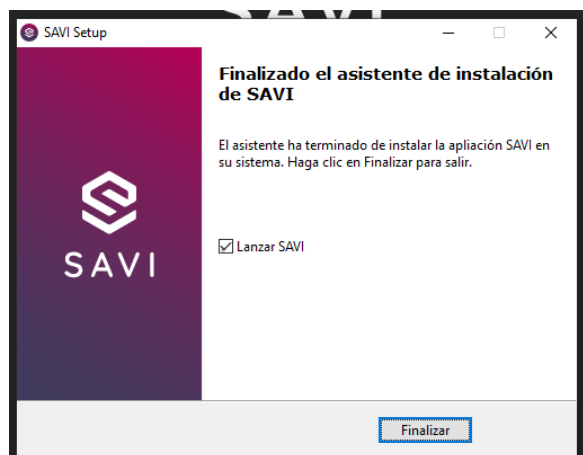 SAVI
SAVI Setup
Finalizado el asistente de instalación
de SAVI
El asistente ha terminado de instalar la apliación SAVI en
su sistema. Haga clic en Finalizar para salir.
SAVI
Lanzar SAVI
Finalizar